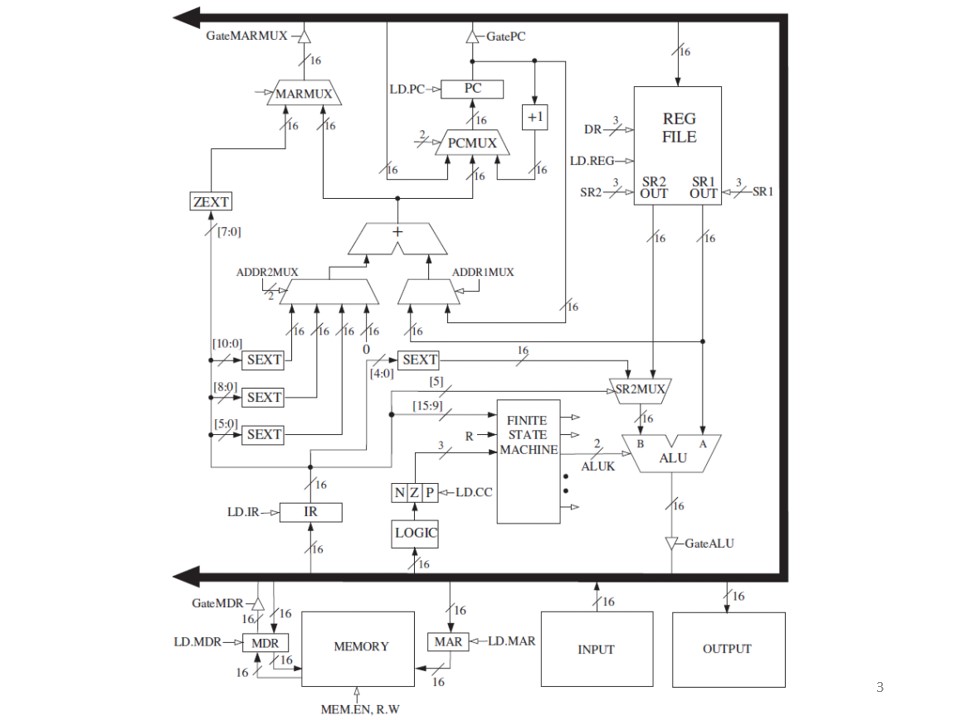 GateMARMUX
GatePC
16
16
MARMUX
LD.PC
PC
16
16
16
+1
2
PCMUX
16
16
16
REG
FILE
DR
3
LD.REG
SR2
3
SR2
OUT
SR1
OUT
3
SR1
ZEXT
[7:0]
+
16
16
ADDR2MUX
2
ADDR1MUX
16
16
16
16
16
16
0
[10:0]
SEXT
[4:0]
SEXT
16
[8:0]
SEXT
[5]
SR2MUX
[15:9]
16
[5:0]
SEXT
R
FINITE
STATE
MACHINE
3
2
ALUK
B
A
ALU
16
N Z P
LD.CC
16
LD.IR
IR
LOGIC
GateALU
16
16
GateMDR
16
16
16
16
16
LD.MDR
MDR
MEMORY
MAR
LD.MAR
INPUT
OUTPUT
16
16
16
MEM.EN, R.W
3